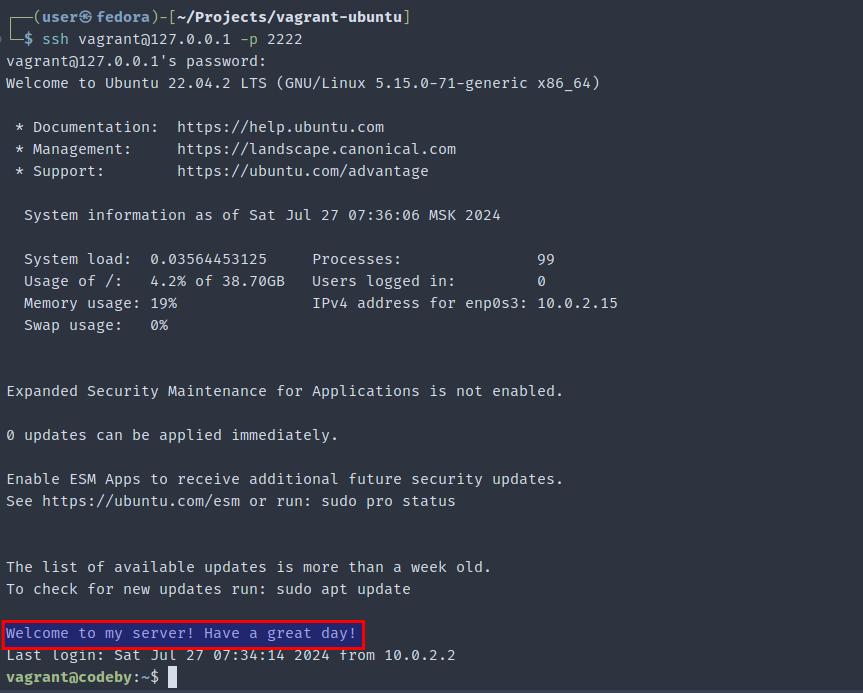 ┌──(user㉿fedora)-[~/Projects/vagrant-ubuntu]
└─$ ssh vagrant@127.0.0.1 -p 2222
vagrant@127.0.0.1's password:
Welcome to Ubuntu 22.04.2 LTS (GNU/Linux 5.15.0-71-generic x86_64)
* Documentation:  https://help.ubuntu.com
* Management:     https://landscape.canonical.com
* Support:        https://ubuntu.com/advantage
System information as of Sat Jul 27 07:36:06 MSK 2024
System load:  0.03564453125     Processes:               99
Usage of /:   4.2% of 38.70GB   Users logged in:         0
Memory usage: 19%               IPv4 address for enp0s3: 10.0.2.15
Swap usage:   0%
Expanded Security Maintenance for Applications is not enabled.
0 updates can be applied immediately.
Enable ESM Apps to receive additional future security updates.
See https://ubuntu.com/esm or run: sudo pro status
The list of available updates is more than a week old.
To check for new updates run: sudo apt update
Welcome to my server! Have a great day!
Last login: Sat Jul 27 07:34:14 2024 from 10.0.2.2
vagrant@codeby:~$